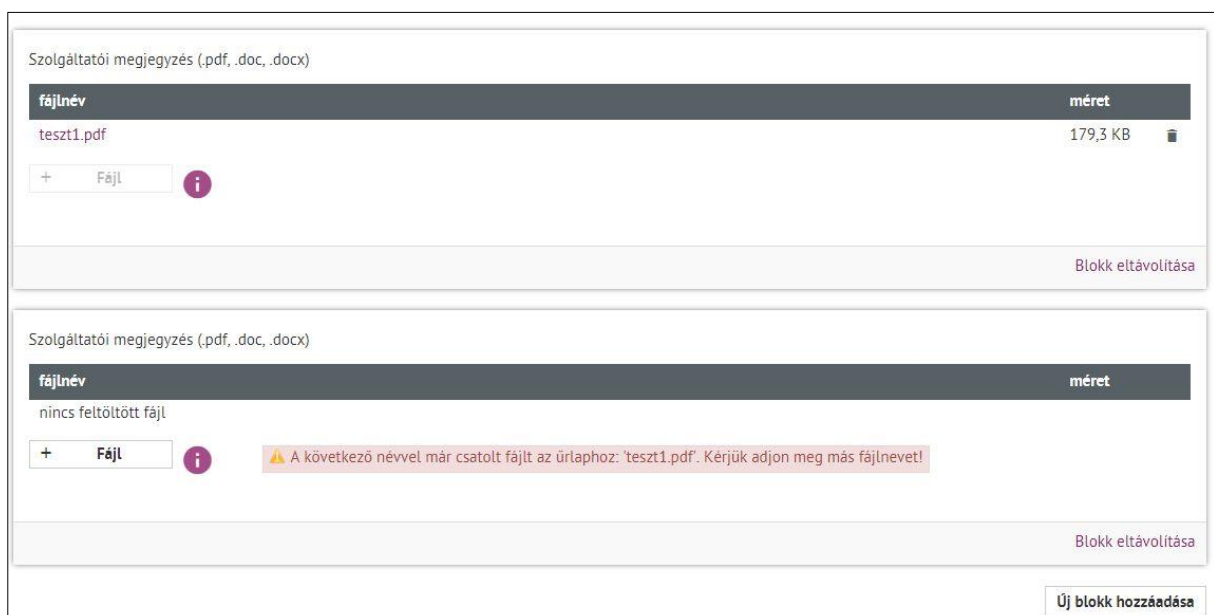 Szolgáltatói megjegyzés (.pdf, .doc, .docx)
fájlnév méret
teszt1.pdf 179,3 KB
+ Fájl i
Blokk eltávolítása
Szolgáltatói megjegyzés (.pdf, .doc, .docx)
fájlnév méret
nincs feltöltött fájl
+ Fájl i A következő névvel már csatolt fájlt az űrlaphoz: 'teszt1.pdf'. Kérjük adjon meg más fájlnevet!
Blokk eltávolítása
Új blokk hozzáadása